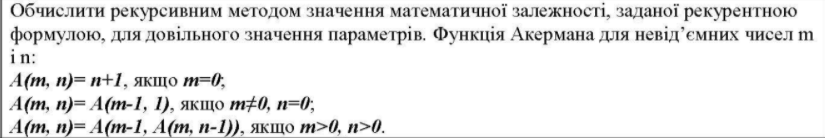 Обчислити рекурсивним методом значення математичної залежності, заданої рекурентною
формулою, для довільного значення параметрів. Функція Акермана для невід’ємних чисел m
і n:
A(m, n)= n+1, якщо m=0;
A(m, n)= A(m-1, 1), якщо m≠0, n=0;
A(m, n)= A(m-1, A(m, n-1)), якщо m>0, n>0.